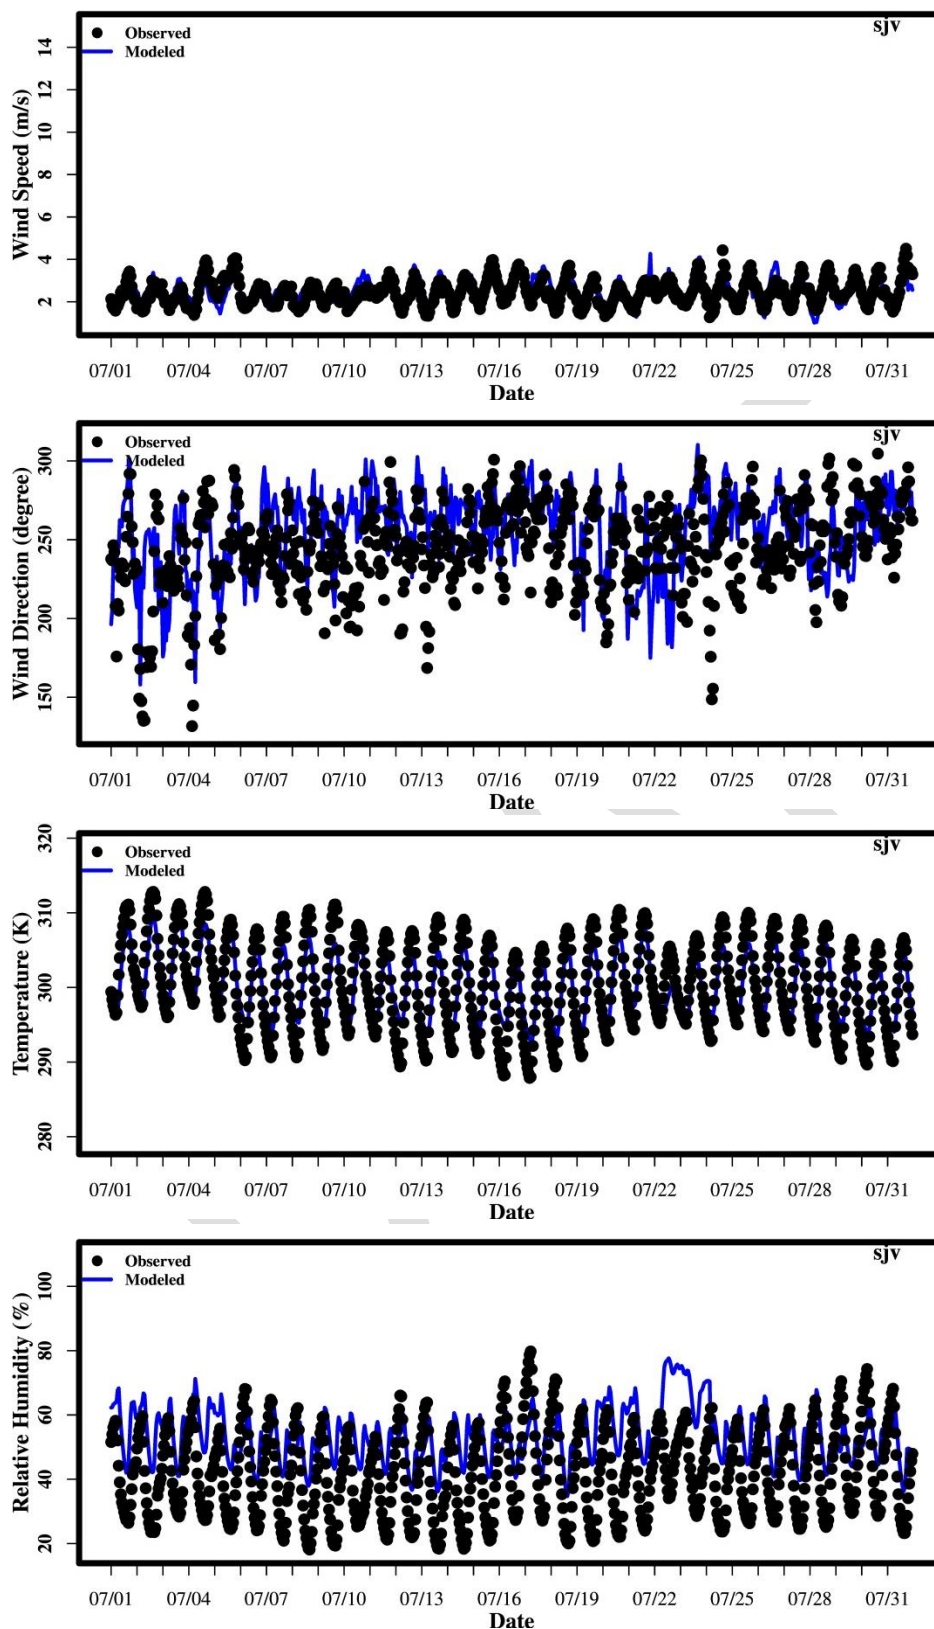 sjv
Observed
Modeled
Wind Speed (m/s)
14
12
10
8
6
4
2
07/01 07/04 07/07 07/10 07/13 07/16 07/19 07/22 07/25 07/28 07/31
Date
sjv
Observed
Modeled
Wind Direction (degree)
300
250
200
150
07/01 07/04 07/07 07/10 07/13 07/16 07/19 07/22 07/25 07/28 07/31
Date
sjv
Observed
Modeled
Temperature (K)
320
310
300
290
280
07/01 07/04 07/07 07/10 07/13 07/16 07/19 07/22 07/25 07/28 07/31
Date
sjv
Observed
Modeled
Relative Humidity (%)
100
80
60
40
20
07/01 07/04 07/07 07/10 07/13 07/16 07/19 07/22 07/25 07/28 07/31
Date